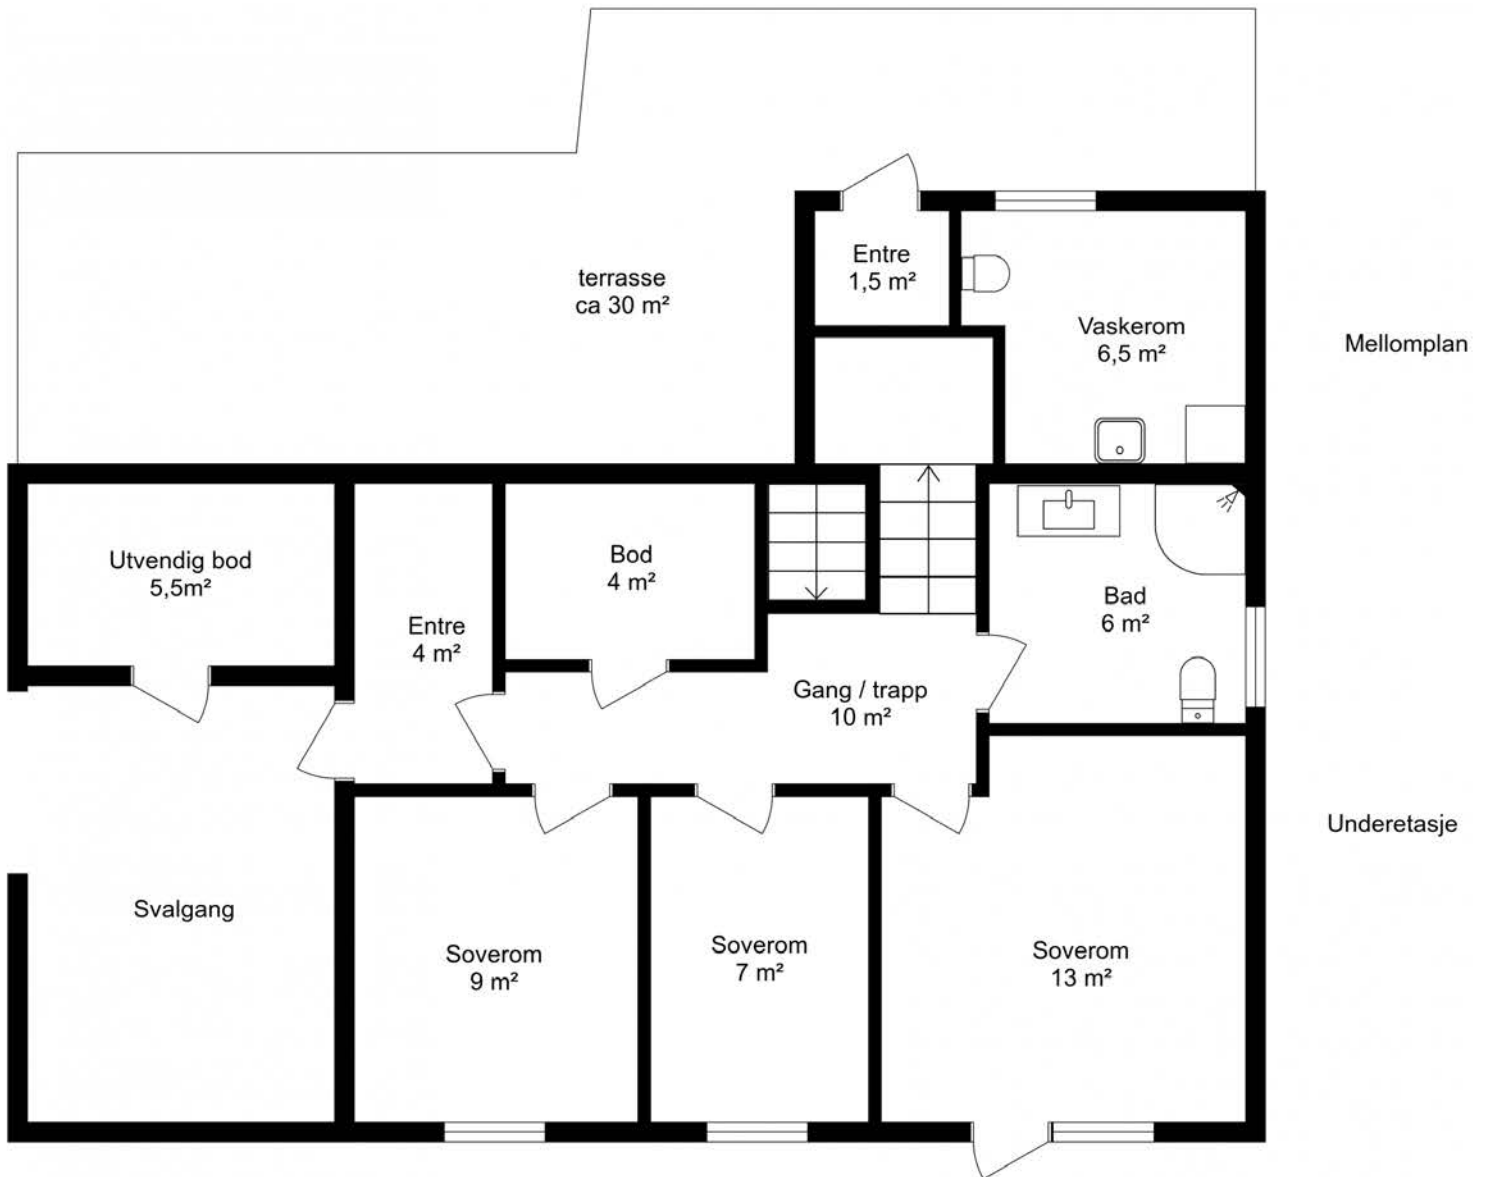 terrasse
ca 30 m²
Entre
1,5 m²
Vaskerom
6,5 m²
Mellomplan
Utvendig bod
5,5m²
Bod
4 m²
Entre
4 m²
Bad
6 m²
Gang / trapp
10 m²
Underetasje
Svalgang
Soverom
9 m²
Soverom
7 m²
Soverom
13 m²